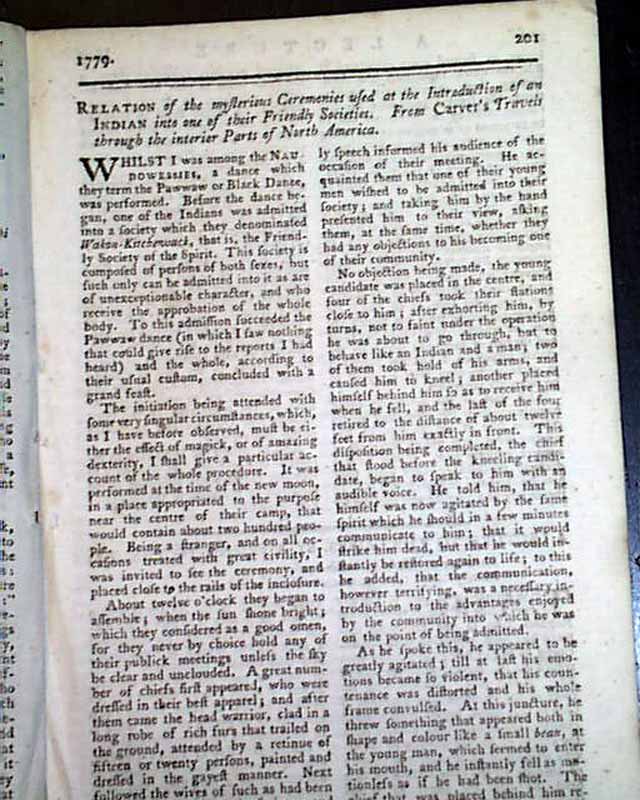 201
1779.
RELATION of the myſterious Ceremonies uſed at the Introduction of an
INDIAN into one of their Friendly Societies. From Carver's Travels
through the interior Parts of North America.
WHILST I was among the NAU
DOWESSIES, a dance which
they term the Pawwaw or Black Dance,
was performed. Before the dance be-
gan, one of the Indians was admitted
into a ſociety which they denominated
Wakon-Kitchewack, that is, the Friend-
ly Society of the Spirit. This ſociety is
compoſed of perſons of both ſexes, but
ſuch only can be admitted into it as are
of unexceptionable character, and who
receive the approbation of the whole
body. To this admiſſion ſucceeded the
Pawwaw dance (in which I ſaw nothing
that could give riſe to the reports I had
heard) and the whole, according to
their uſual cuſtom, concluded with a
grand feaſt.
The initiation being attended with
ſome very ſingular circumſtances, which,
as I have before obſerved, muſt be ei-
ther the effect of magick, or of amazing
dexterity, I ſhall give a particular ac-
count of the whole procedure. It was
performed at the time of the new moon,
in a place appropriated to the purpoſe
near the centre of their camp, that
would contain about two hundred peo-
ple. Being a ſtranger, and on all oc-
caſions treated with great civility, I
was invited to ſee the ceremony, and
placed cloſe to the rails of the incloſure.
About twelve o'clock they began to
aſſemble; when the ſun ſhone bright;
which they conſidered as a good omen,
for they never by choice hold any of
their publick meetings unleſs the ſky
be clear and unclouded. A great num-
ber of chiefs firſt appeared, who were
dreſſed in their beſt apparel; and after
them came the head warrior, clad in a
long robe of rich furs that trailed on
the ground, attended by a retinue of
fifteen or twenty perſons, painted and
dreſſed in the gayeſt manner. Next
followed the wives of ſuch as had been
ly ſpeech informed his audience of the
occaſion of their meeting. He ac-
quainted them that one of their young
men wiſhed to be admitted into their
ſociety; and taking him by the hand
preſented him to their view, aſking
them, at the ſame time, whether they
had any objections to his becoming one
of their community.
No objection being made, the young
candidate was placed in the centre, and
four of the chiefs took their ſtations
cloſe to him; after exhorting him, by
turns, not to faint under the operation
he was about to go through, but to
behave like an Indian and a man; two
of them took hold of his arms, and
cauſed him to kneel; another placed
himſelf behind him ſo as to receive him
when he fell, and the laſt of the four
retired to the diſtance of about twelve
feet from him exactly in front. This
diſpoſition being completed, the chief
that ſtood before the kneeling candi-
date, began to ſpeak to him with an
audible voice. He told him, that he
himſelf was now agitated by the ſame
ſpirit which he ſhould in a few minutes
communicate to him; that it would
ſtrike him dead, but that he would in-
ſtantly be reſtored again to life; to this
he added, that the communication,
however terrifying, was a neceſſary in-
troduction to the advantages enjoyed
by the community into which he was
on the point of being admitted.
As he ſpoke this, he appeared to be
greatly agitated; till at laſt his emo-
tions became ſo violent, that his coun-
tenance was diſtorted and his whole
frame convulſed. At this juncture, he
threw ſomething that appeared both in
ſhape and colour like a ſmall bean, at
the young man, which ſeemed to enter
his mouth, and he inſtantly fell as mo-
tionleſs as if he had been ſhot. The
chief that was placed behind him re-